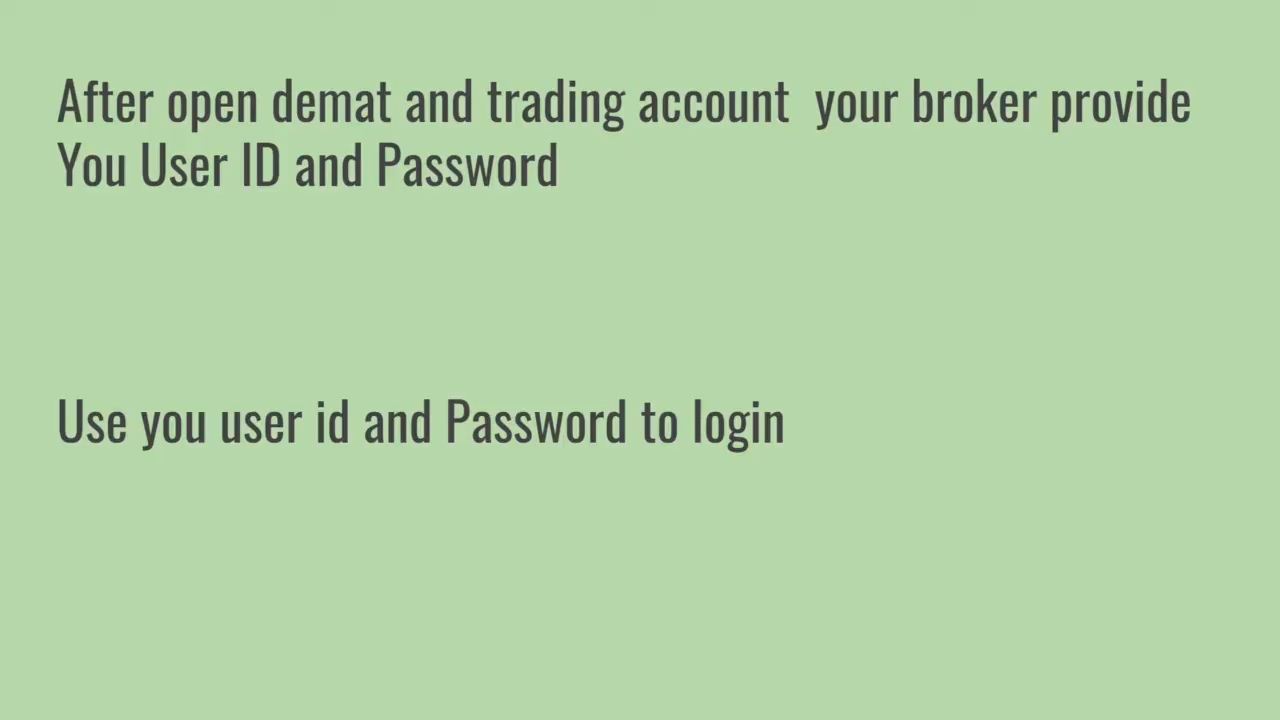 After open demat and trading account  your broker provide
You User ID and Password
Use you user id and Password to login